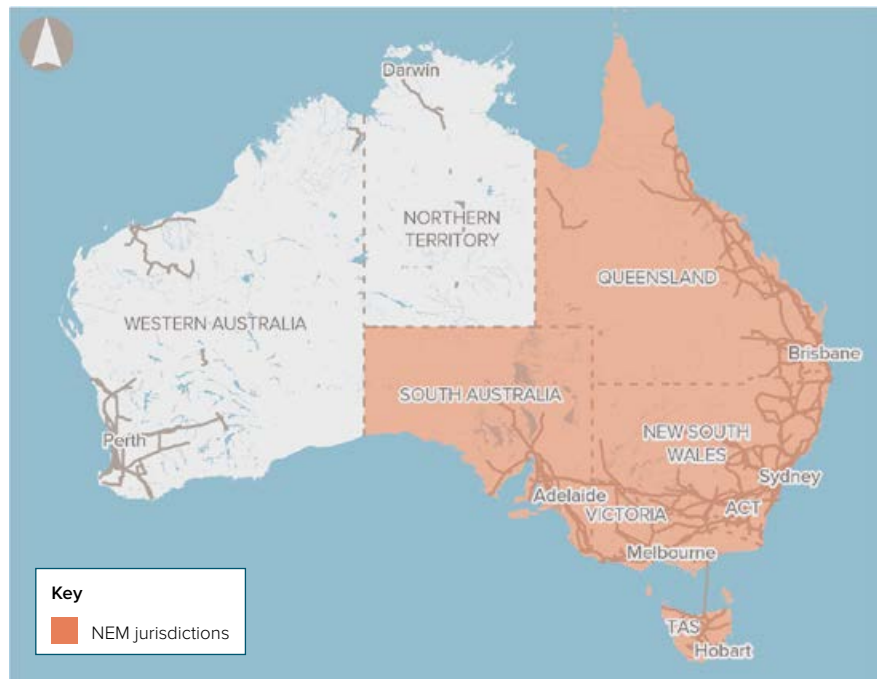 Darwin
NORTHERN
TERRITORY
QUEENSLAND
WESTERN AUSTRALIA
Brisbane
SOUTH AUSTRALIA
NEW SOUTH
WALES
Perth
Sydney
Adelaide
VICTORIA
ACT
Melbourne
Key
NEM jurisdictions
TAS
Hobart